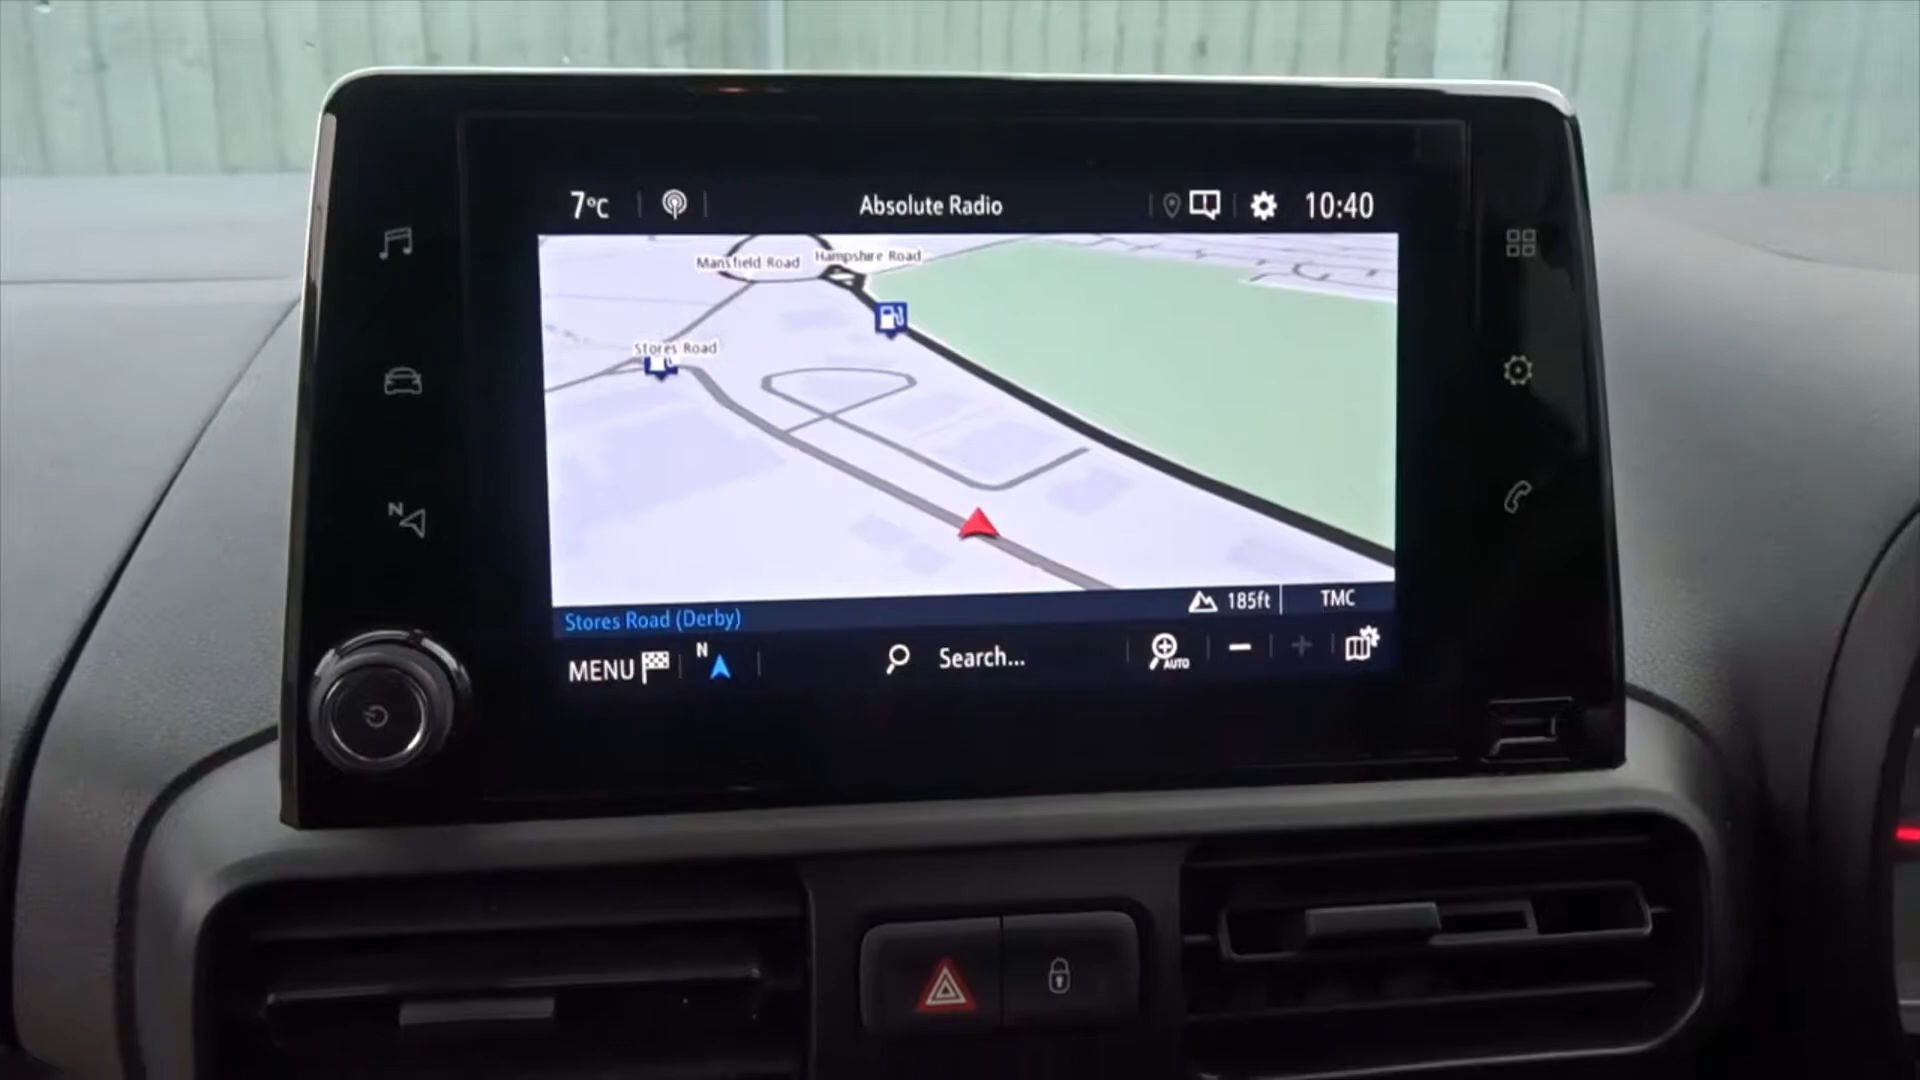 7°C
Absolute Radio
10:40
Mansfield Road
Hampshire Road
Stores Road
N
Stores Road (Derby)
185ft
TMC
MENU
N
Search...
AUTO